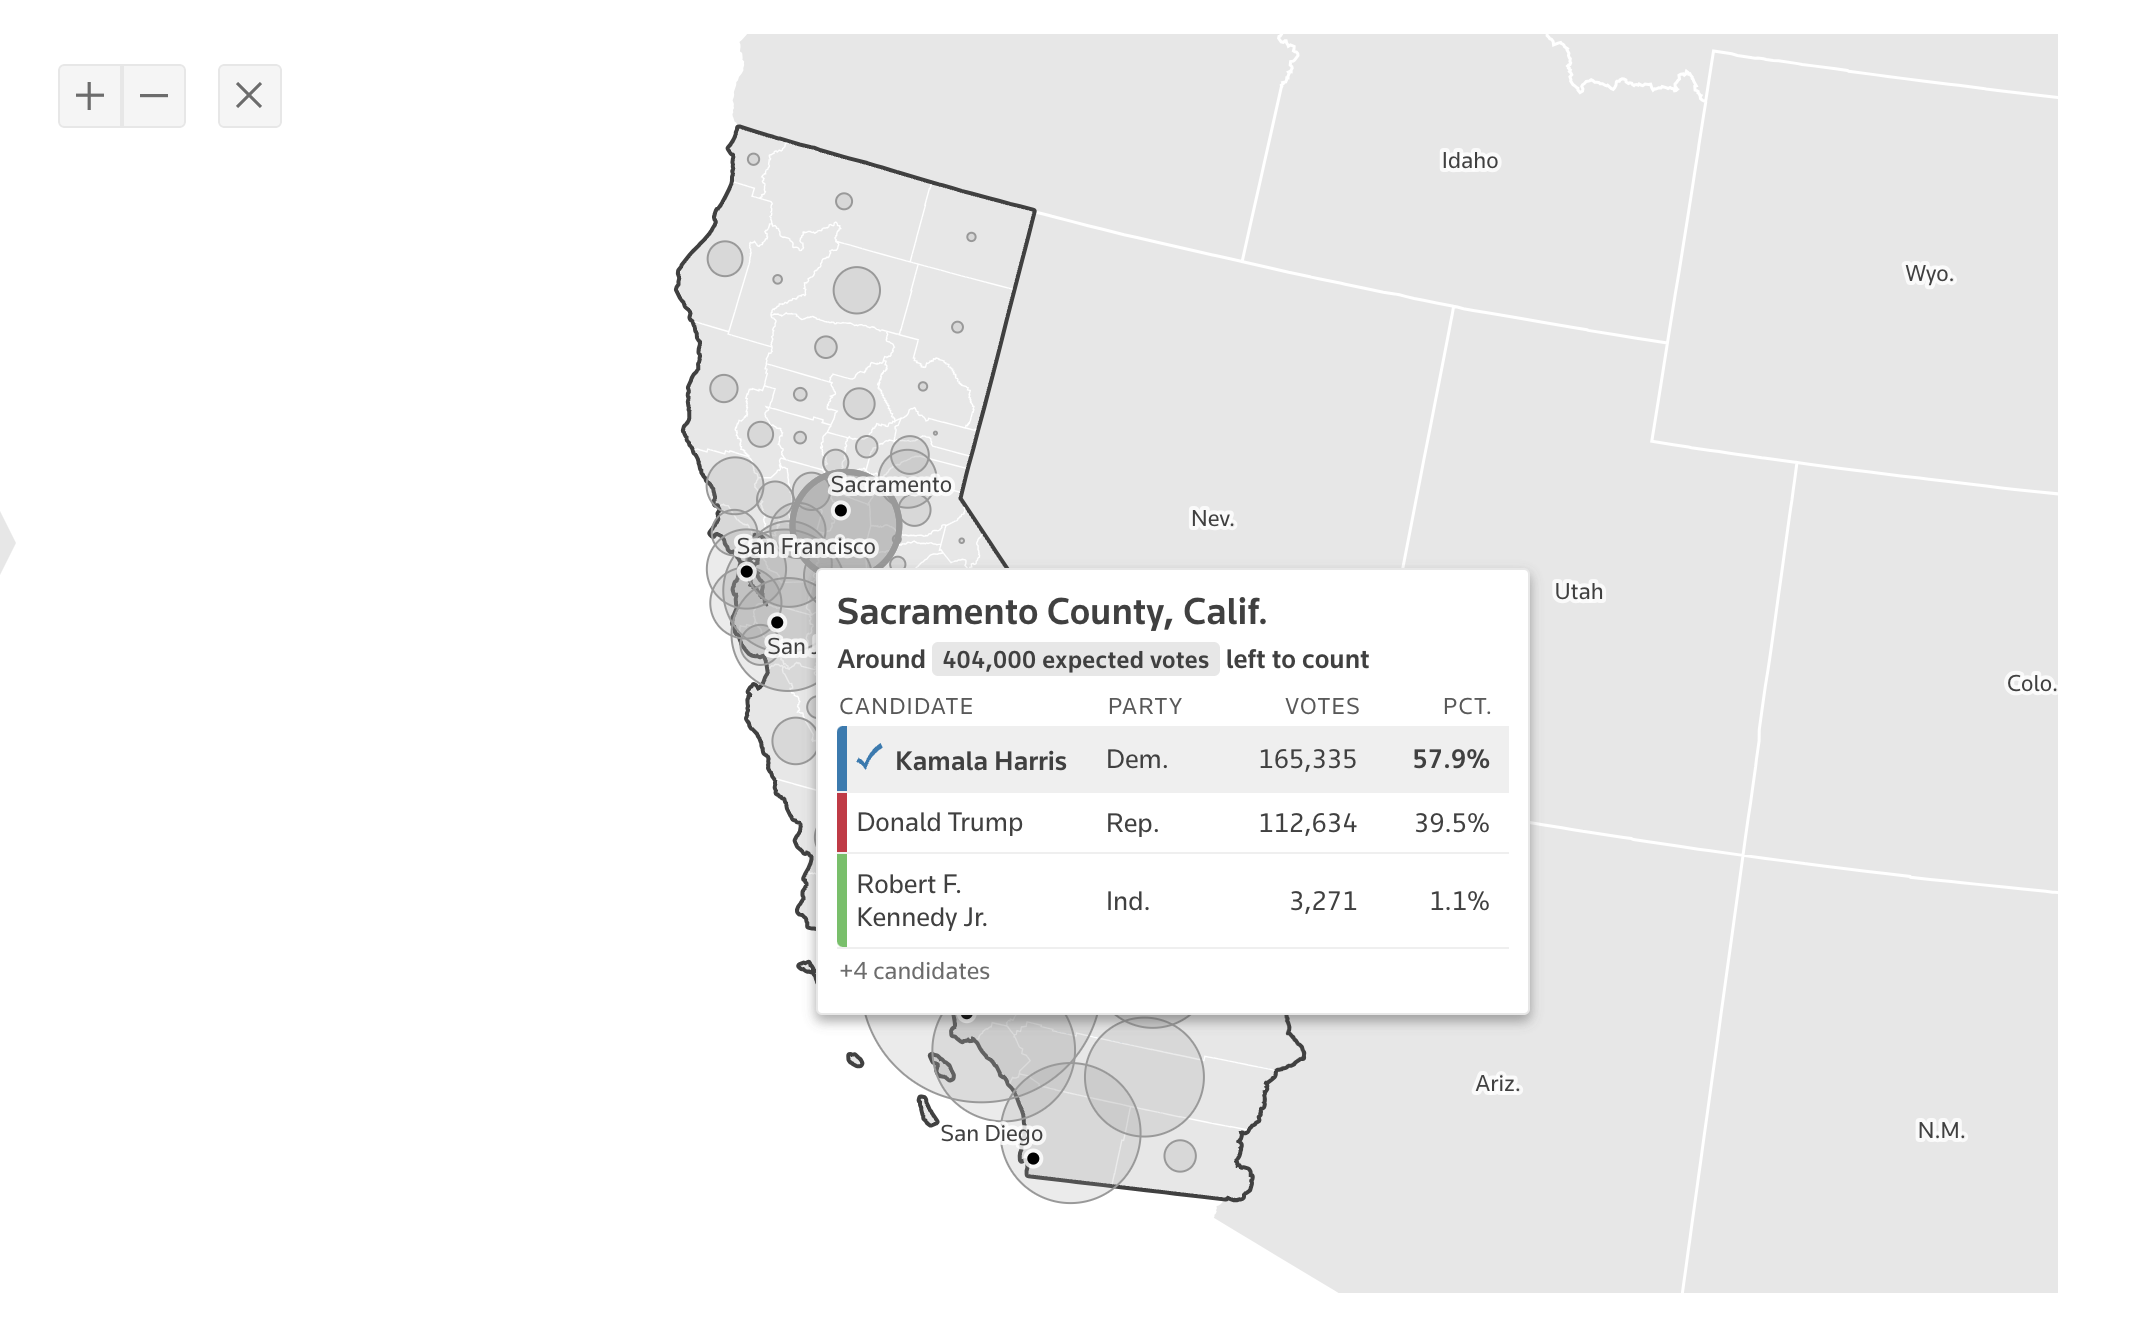 Idaho
Wyo.
Sacramento
Nev.
San Francisco
Utah
San
Colo.
Sacramento County, Calif.
Around 404,000 expected votes left to count
CANDIDATE PARTY VOTES PCT.
Kamala Harris Dem. 165,335 57.9%
Donald Trump Rep. 112,634 39.5%
Robert F.
Kennedy Jr. Ind. 3,271 1.1%
+4 candidates
Ariz.
San Diego
N.M.